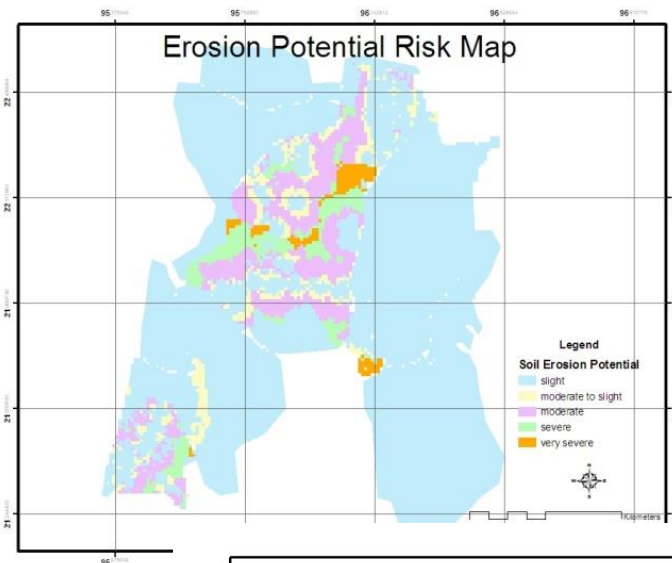 95
95
96
96
96
Erosion Potential Risk Map
22
22
21
21
21
Legend
Soil Erosion Potential
slight
moderate to slight
moderate
severe
very severe
Kilometers